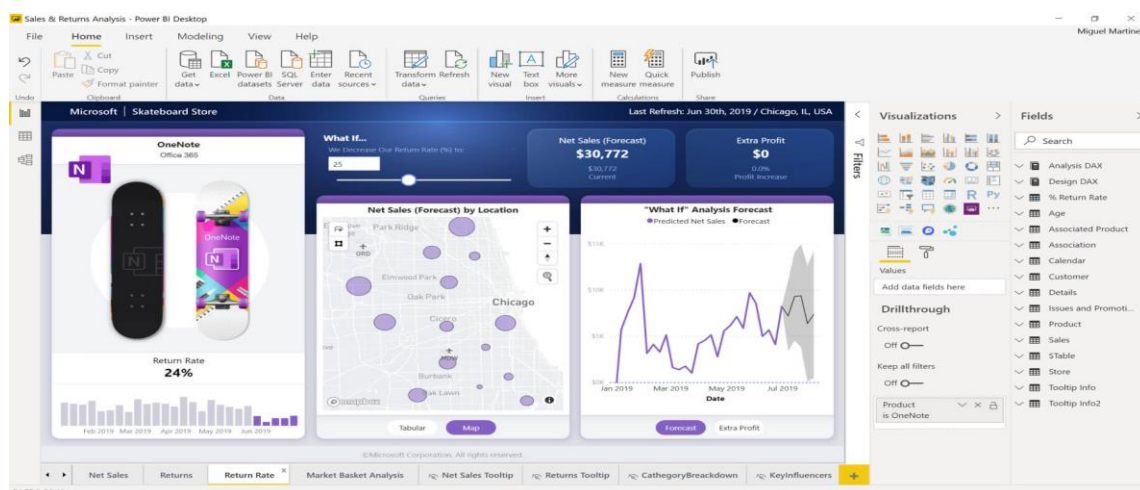 Sales & Returns Analysis - Power BI Desktop
Miguel Martine
File Home Insert Modeling View Help
Paste
Cut
Copy
Format painter
Get data
Excel
Power BI datasets
SQL Server
Enter data
Recent sources
Transform data
Refresh
New visual
Text box
More visuals
New measure
Quick measure
Publish
Undo Clipboard Data Queries Insert Calculations Share
Microsoft | Skateboard Store
Last Refresh: Jun 30th, 2019 / Chicago, IL, USA
OneNote
Office 365
N
OneNote
N
Return Rate
24%
Feb 2019 Mar 2019 Apr 2019 May 2019 Jun 2019
What If...
We Decrease Our Return Rate (%) to:
25
Net Sales (Forecast)
$30,772
$30,772
Current
Extra Profit
$0
0.0%
Profit Increase
Net Sales (Forecast) by Location
Park Ridge
ORD
Elmwood Park
Oak Park
Chicago
Cicero
MDW
Burbank
Oak Lawn
mapbox
Tabular Map
"What If" Analysis Forecast
Predicted Net Sales Forecast
$15K
$10K
$5K
$0K
Jan 2019 Mar 2019 May 2019 Jul 2019
Date
Forecast Extra Profit
©Microsoft Corporation. All rights reserved.
Filters
Visualizations
R Py
Values
Add data fields here
Drillthrough
Cross-report
Off
Keep all filters
Off
Product
is OneNote
Fields
Search
Analysis DAX
Design DAX
% Return Rate
Age
Associated Product
Association
Calendar
Customer
Details
Issues and Promoti...
Product
Sales
STable
Store
Tooltip Info
Tooltip Info2
Net Sales Returns Return Rate Market Basket Analysis Net Sales Tooltip Returns Tooltip CathegoryBreackdown KeyInfluencers